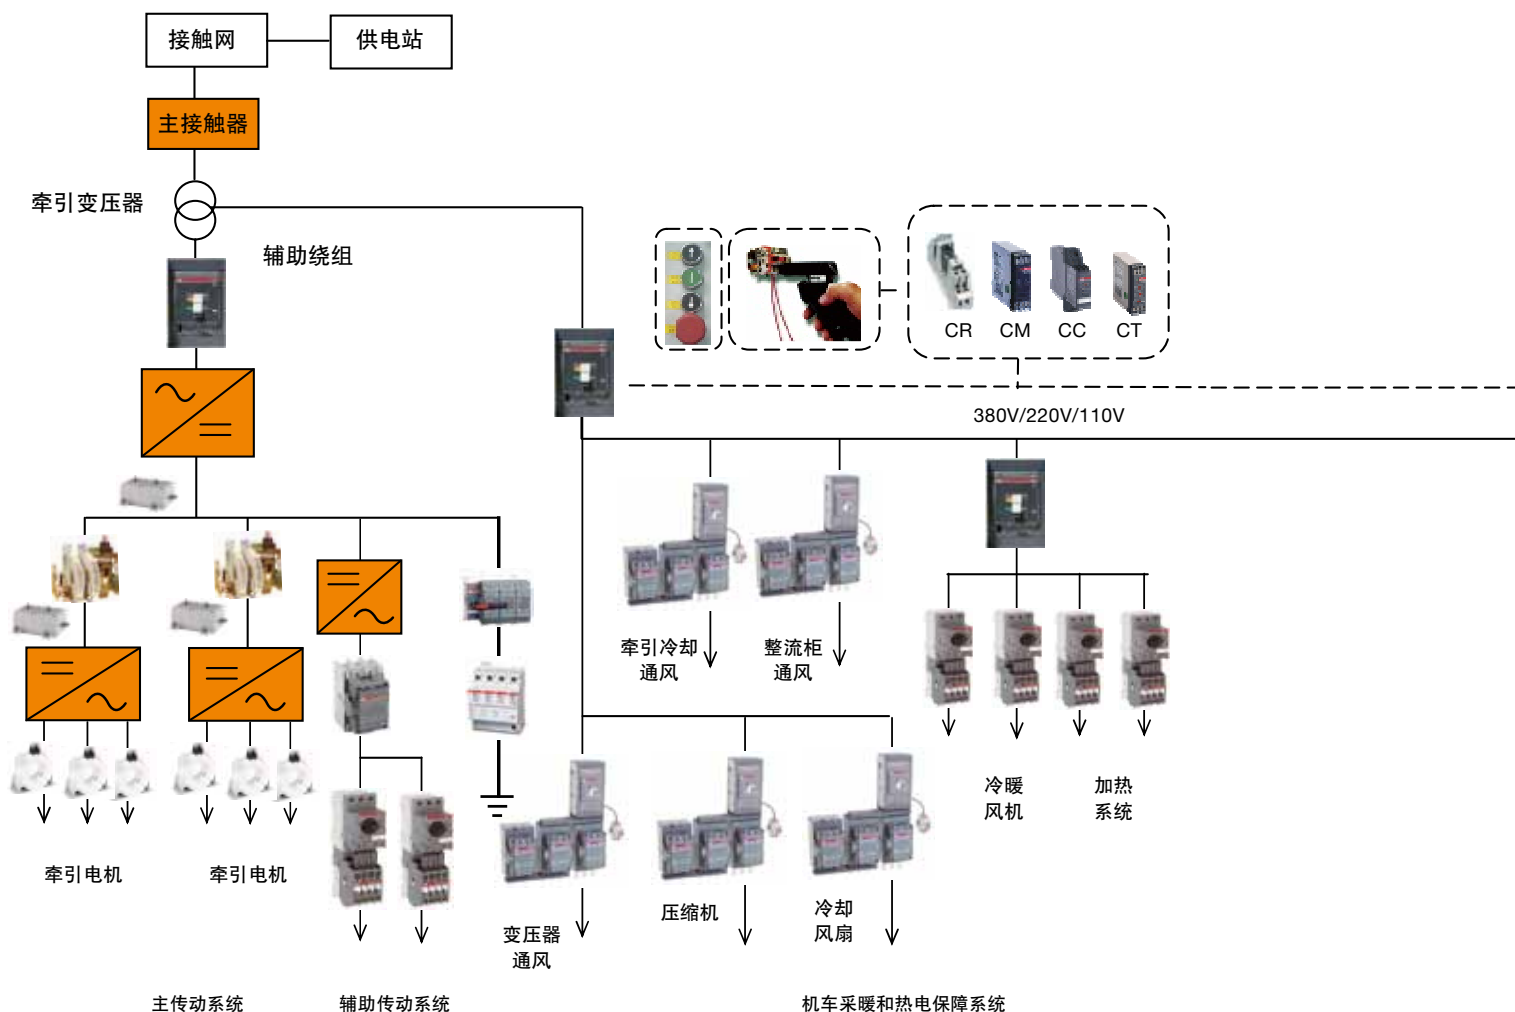 接触网
供电站
主接触器
牵引变压器
辅助绕组
CR
CM
CC
CT
380V/220V/110V
牵引冷却
通风
整流柜
通风
冷暖
风机
加热
系统
牵引电机
牵引电机
变压器
通风
压缩机
冷却
风扇
主传动系统
辅助传动系统
机车采暖和热电保障系统